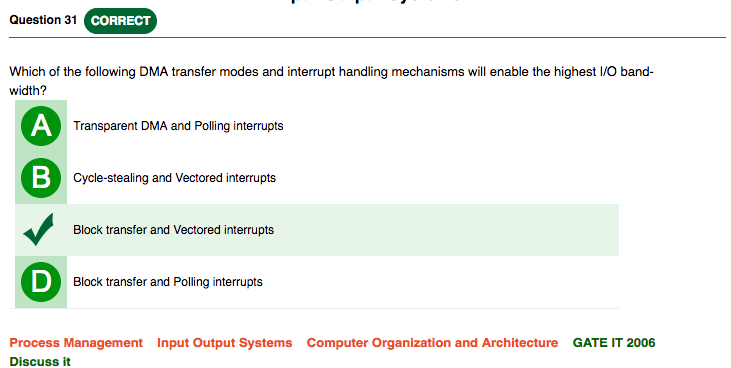 Question 31 CORRECT
Which of the following DMA transfer modes and interrupt handling mechanisms will enable the highest I/O band-
width?
A Transparent DMA and Polling interrupts
B Cycle-stealing and Vectored interrupts
Block transfer and Vectored interrupts
D Block transfer and Polling interrupts
Process Management Input Output Systems Computer Organization and Architecture GATE IT 2006
Discuss it